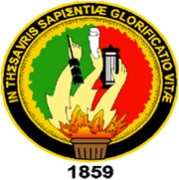 IN THESAVRIS SAPIENTIÆ GLORIFICATIO VITÆ
1859